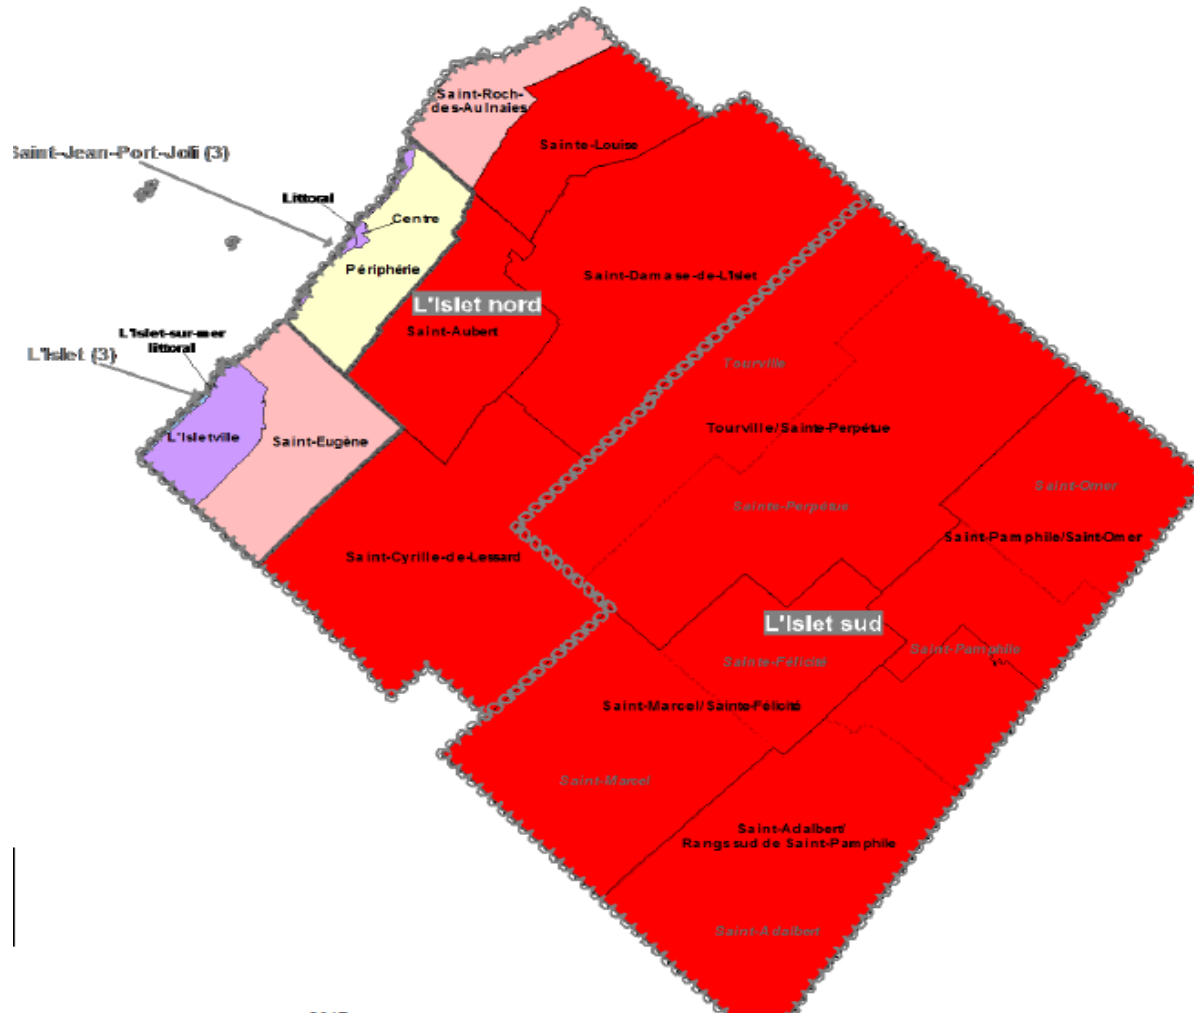 Saint-Roch-
des-Aulnaies
Sainte-Louise
Saint-Jean-Port-Joli (3)
Littoral
Centre
Périphérie
Saint-Damase-de-L'Islet
L'Islet nord
Saint-Aubert
L'Islet-sur-mer
littoral
L'Islet (3)
Tourville
Tourville/Sainte-Perpétue
L'Isletville
Saint-Eugène
Saint-Omer
Sainte-Perpétue
Saint-Pamphile/Saint-Omer
Saint-Cyrille-de-Lessard
L'Islet sud
Saint-Pamphile
Sainte-Félicité
Saint-Marcel/Sainte-Félicité
Saint-Marcel
Saint-Adalbert/
Rangs sud de Saint-Pamphile
Saint-Adalbert